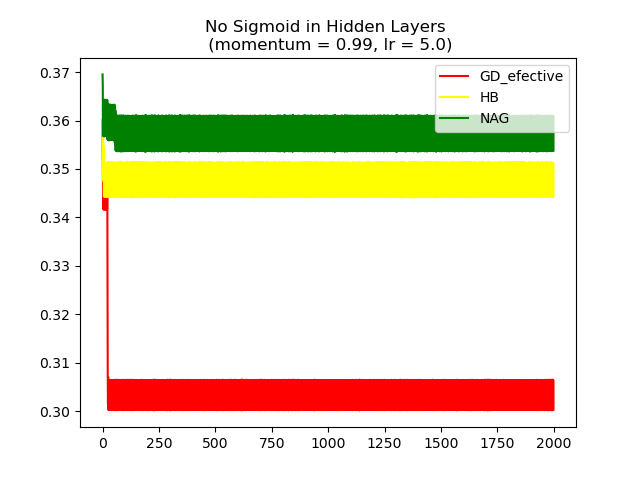 No Sigmoid in Hidden Layers
(momentum = 0.99, lr = 5.0)
GD_efective
HB
NAG
0.37
0.36
0.35
0.34
0.33
0.32
0.31
0.30
0 250 500 750 1000 1250 1500 1750 2000